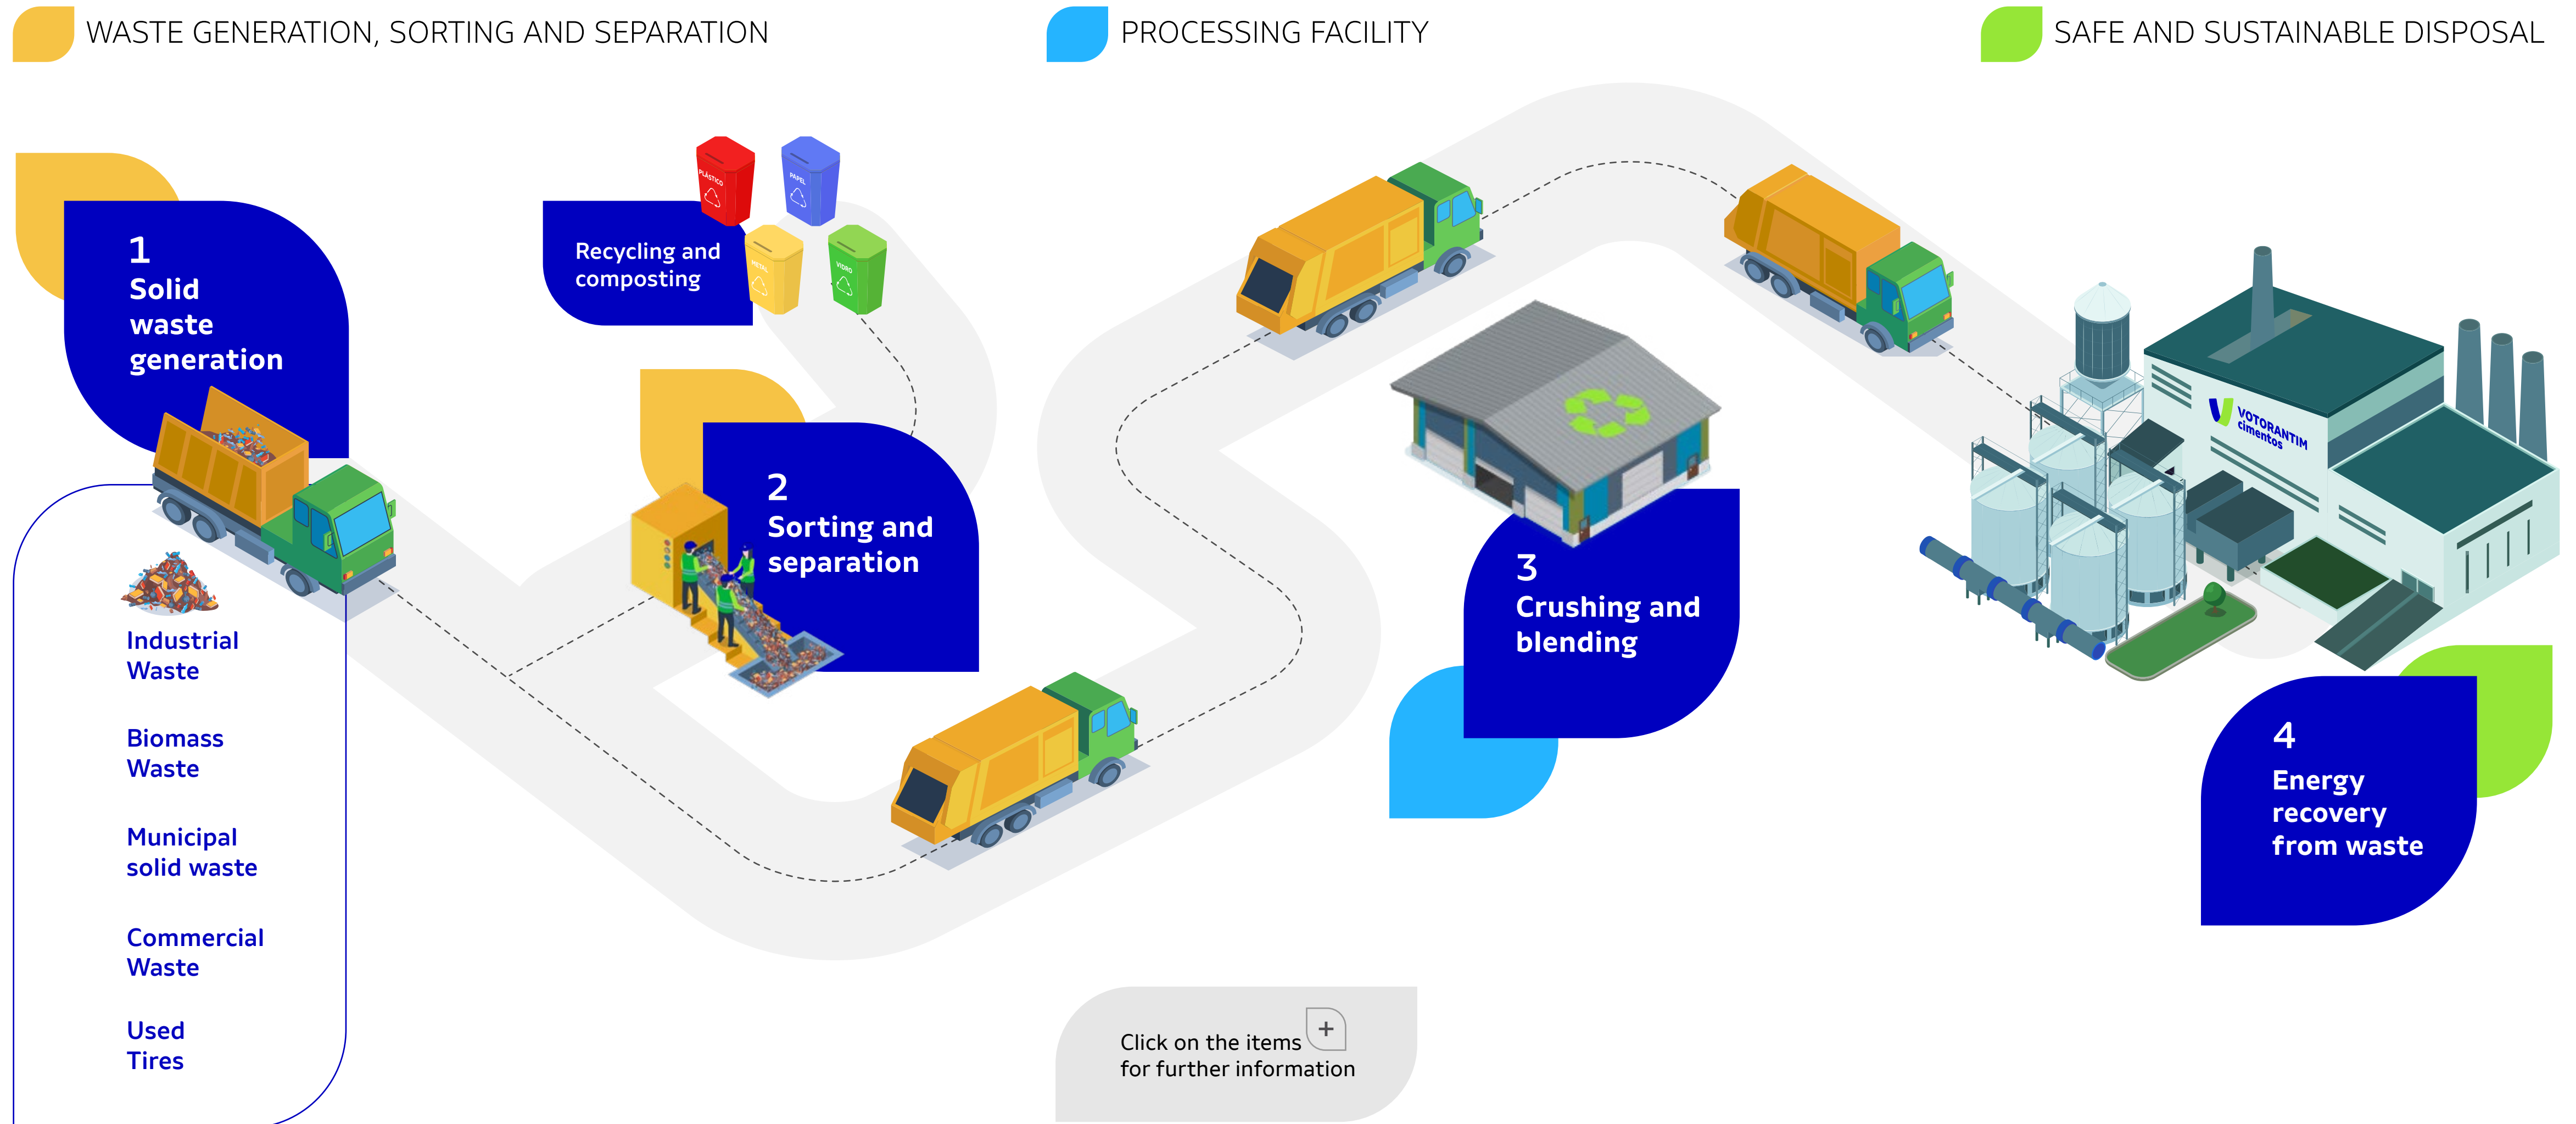 WASTE GENERATION, SORTING AND SEPARATION
PROCESSING FACILITY
SAFE AND SUSTAINABLE DISPOSAL
1
Solid
waste
generation
Industrial
Waste
Biomass
Waste
Municipal
solid waste
Commercial
Waste
Used
Tires
Recycling and
composting
PLÁSTICO
PAPEL
METAL
VIDRO
2
Sorting and
separation
3
Crushing and
blending
VOTORANTIM
cimentos
4
Energy
recovery
from waste
Click on the items +
for further information